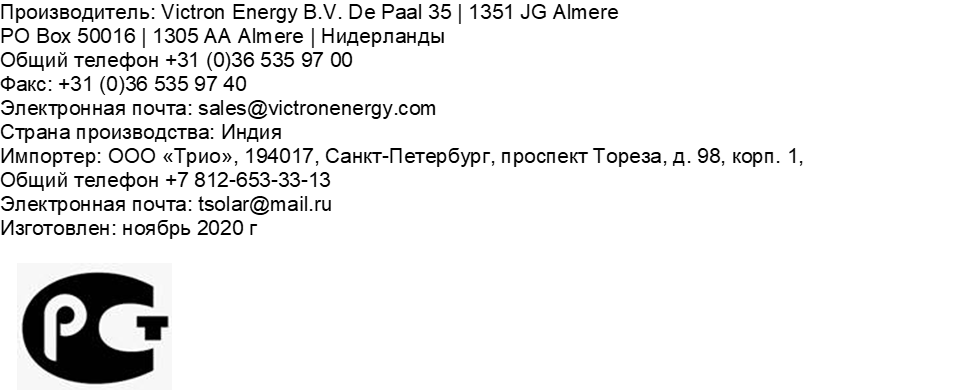 Производитель: Victron Energy B.V. De Paal 35 | 1351 JG Almere
PO Box 50016 | 1305 AA Almere | Нидерланды
Общий телефон +31 (0)36 535 97 00
Факс: +31 (0)36 535 97 40
Электронная почта: sales@victronenergy.com
Страна производства: Индия
Импортер: ООО «Трио», 194017, Санкт-Петербург, проспект Тореза, д. 98, корп. 1,
Общий телефон +7 812-653-33-13
Электронная почта: tsolar@mail.ru
Изготовлен: ноябрь 2020 г
РСТ